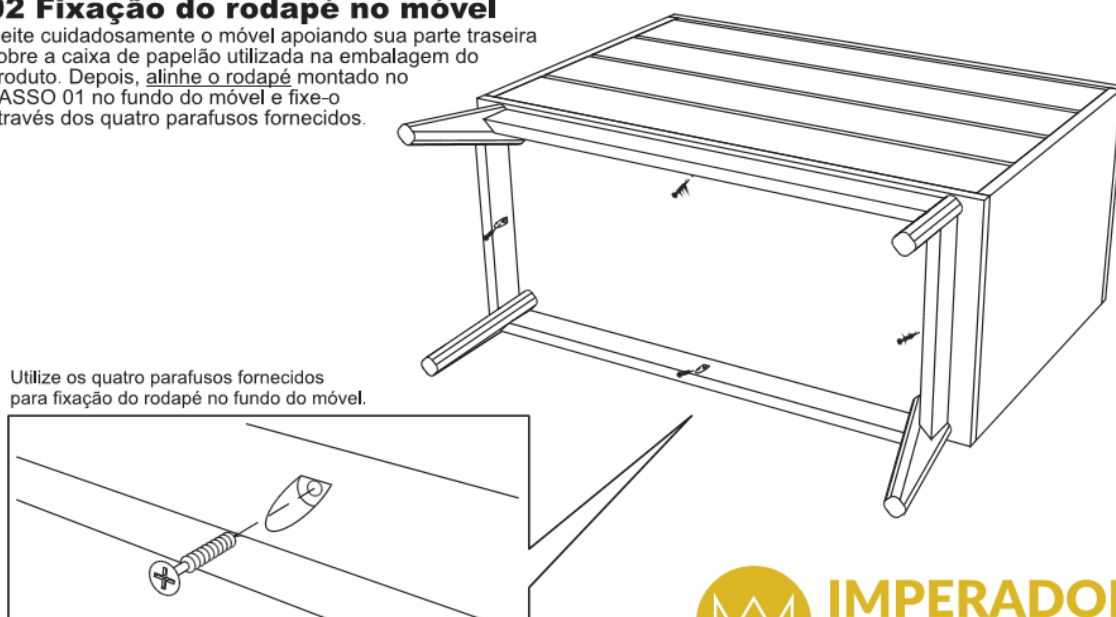 02 Fixação do rodapé no móvel
eite cuidadosamente o móvel apoiando sua parte traseira
obre a caixa de papelão utilizada na embalagem do
roduto. Depois, alinhe o rodapé montado no
ASSO 01 no fundo do móvel e fixe-o
través dos quatro parafusos fornecidos.
Utilize os quatro parafusos fornecidos
para fixação do rodapé no fundo do móvel.
IMPERADO